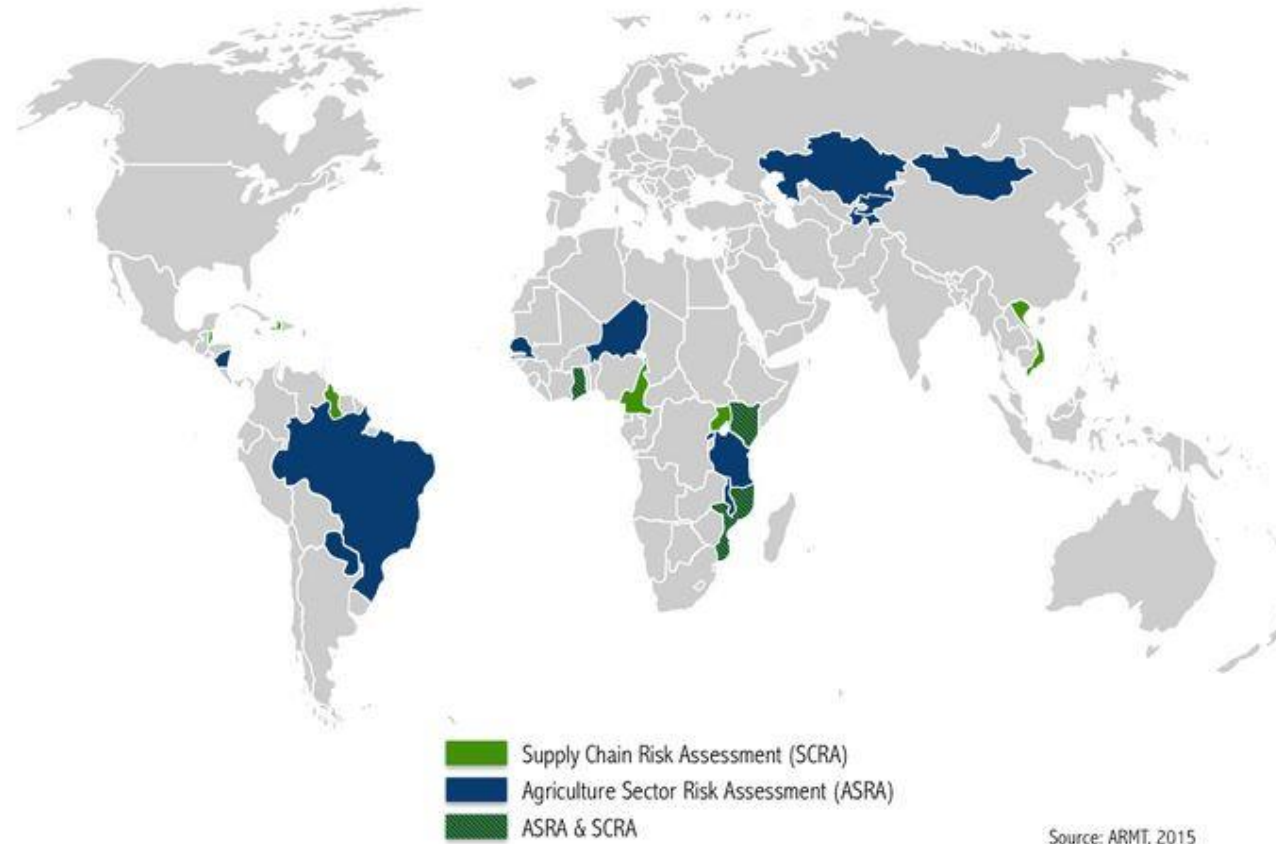 Supply Chain Risk Assessment (SCRA)
Agriculture Sector Risk Assessment (ASRA)
ASRA & SCRA
Source: ARMT, 2015